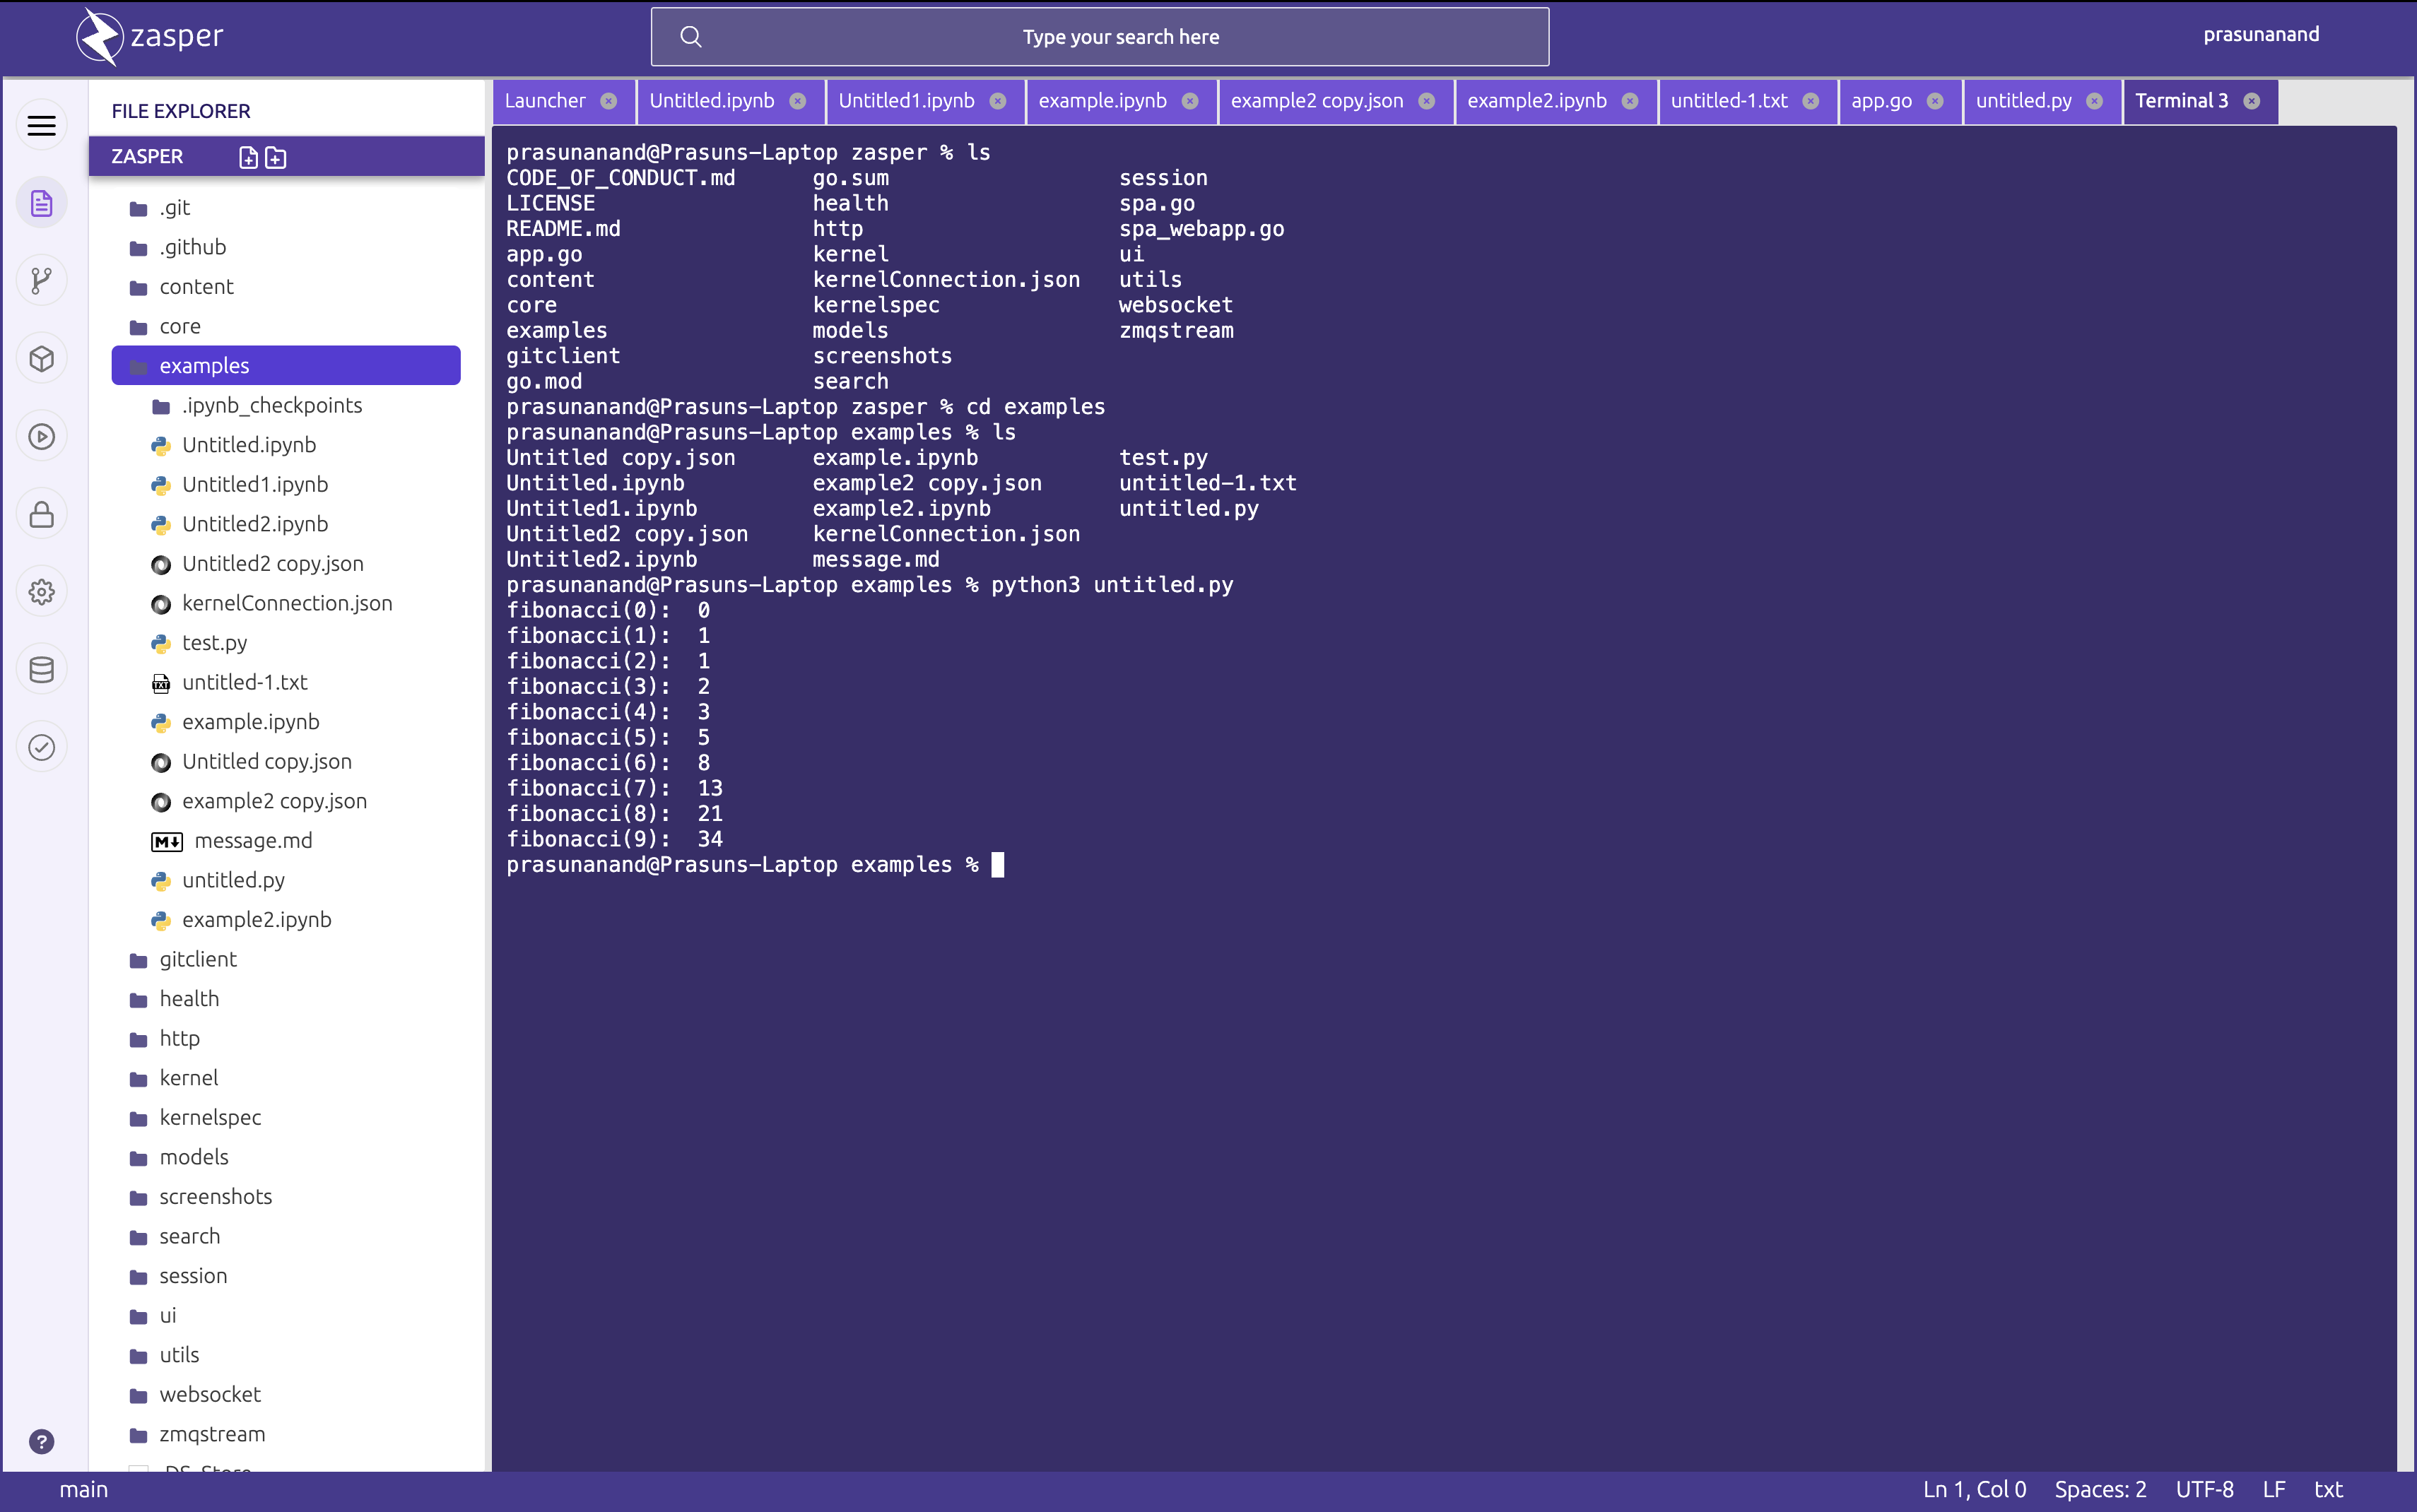 zasper
Type your search here
prasunanand
FILE EXPLORER
ZASPER
.git
.github
content
core
examples
.ipynb_checkpoints
Untitled.ipynb
Untitled1.ipynb
Untitled2.ipynb
Untitled2 copy.json
kernelConnection.json
test.py
TXT
untitled-1.txt
example.ipynb
Untitled copy.json
example2 copy.json
M message.md
untitled.py
example2.ipynb
gitclient
health
http
kernel
kernelspec
models
screenshots
search
session
ui
utils
websocket
zmqstream
?
Launcher Untitled.ipynb Untitled1.ipynb example.ipynb example2 copy.json example2.ipynb untitled-1.txt app.go untitled.py Terminal 3
prasunanand@Prasuns-Laptop zasper % ls
CODE_OF_CONDUCT.md go.sum session
LICENSE health spa.go
README.md http spa_webapp.go
app.go kernel ui
content kernelConnection.json utils
core kernelspec websocket
examples models zmqstream
gitclient screenshots
go.mod search
prasunanand@Prasuns-Laptop zasper % cd examples
prasunanand@Prasuns-Laptop examples % ls
Untitled copy.json example.ipynb test.py
Untitled.ipynb example2 copy.json untitled-1.txt
Untitled1.ipynb example2.ipynb untitled.py
Untitled2 copy.json kernelConnection.json
Untitled2.ipynb message.md
prasunanand@Prasuns-Laptop examples % python3 untitled.py
fibonacci(0): 0
fibonacci(1): 1
fibonacci(2): 1
fibonacci(3): 2
fibonacci(4): 3
fibonacci(5): 5
fibonacci(6): 8
fibonacci(7): 13
fibonacci(8): 21
fibonacci(9): 34
prasunanand@Prasuns-Laptop examples %
main
Ln 1, Col 0 Spaces: 2 UTF-8 LF txt